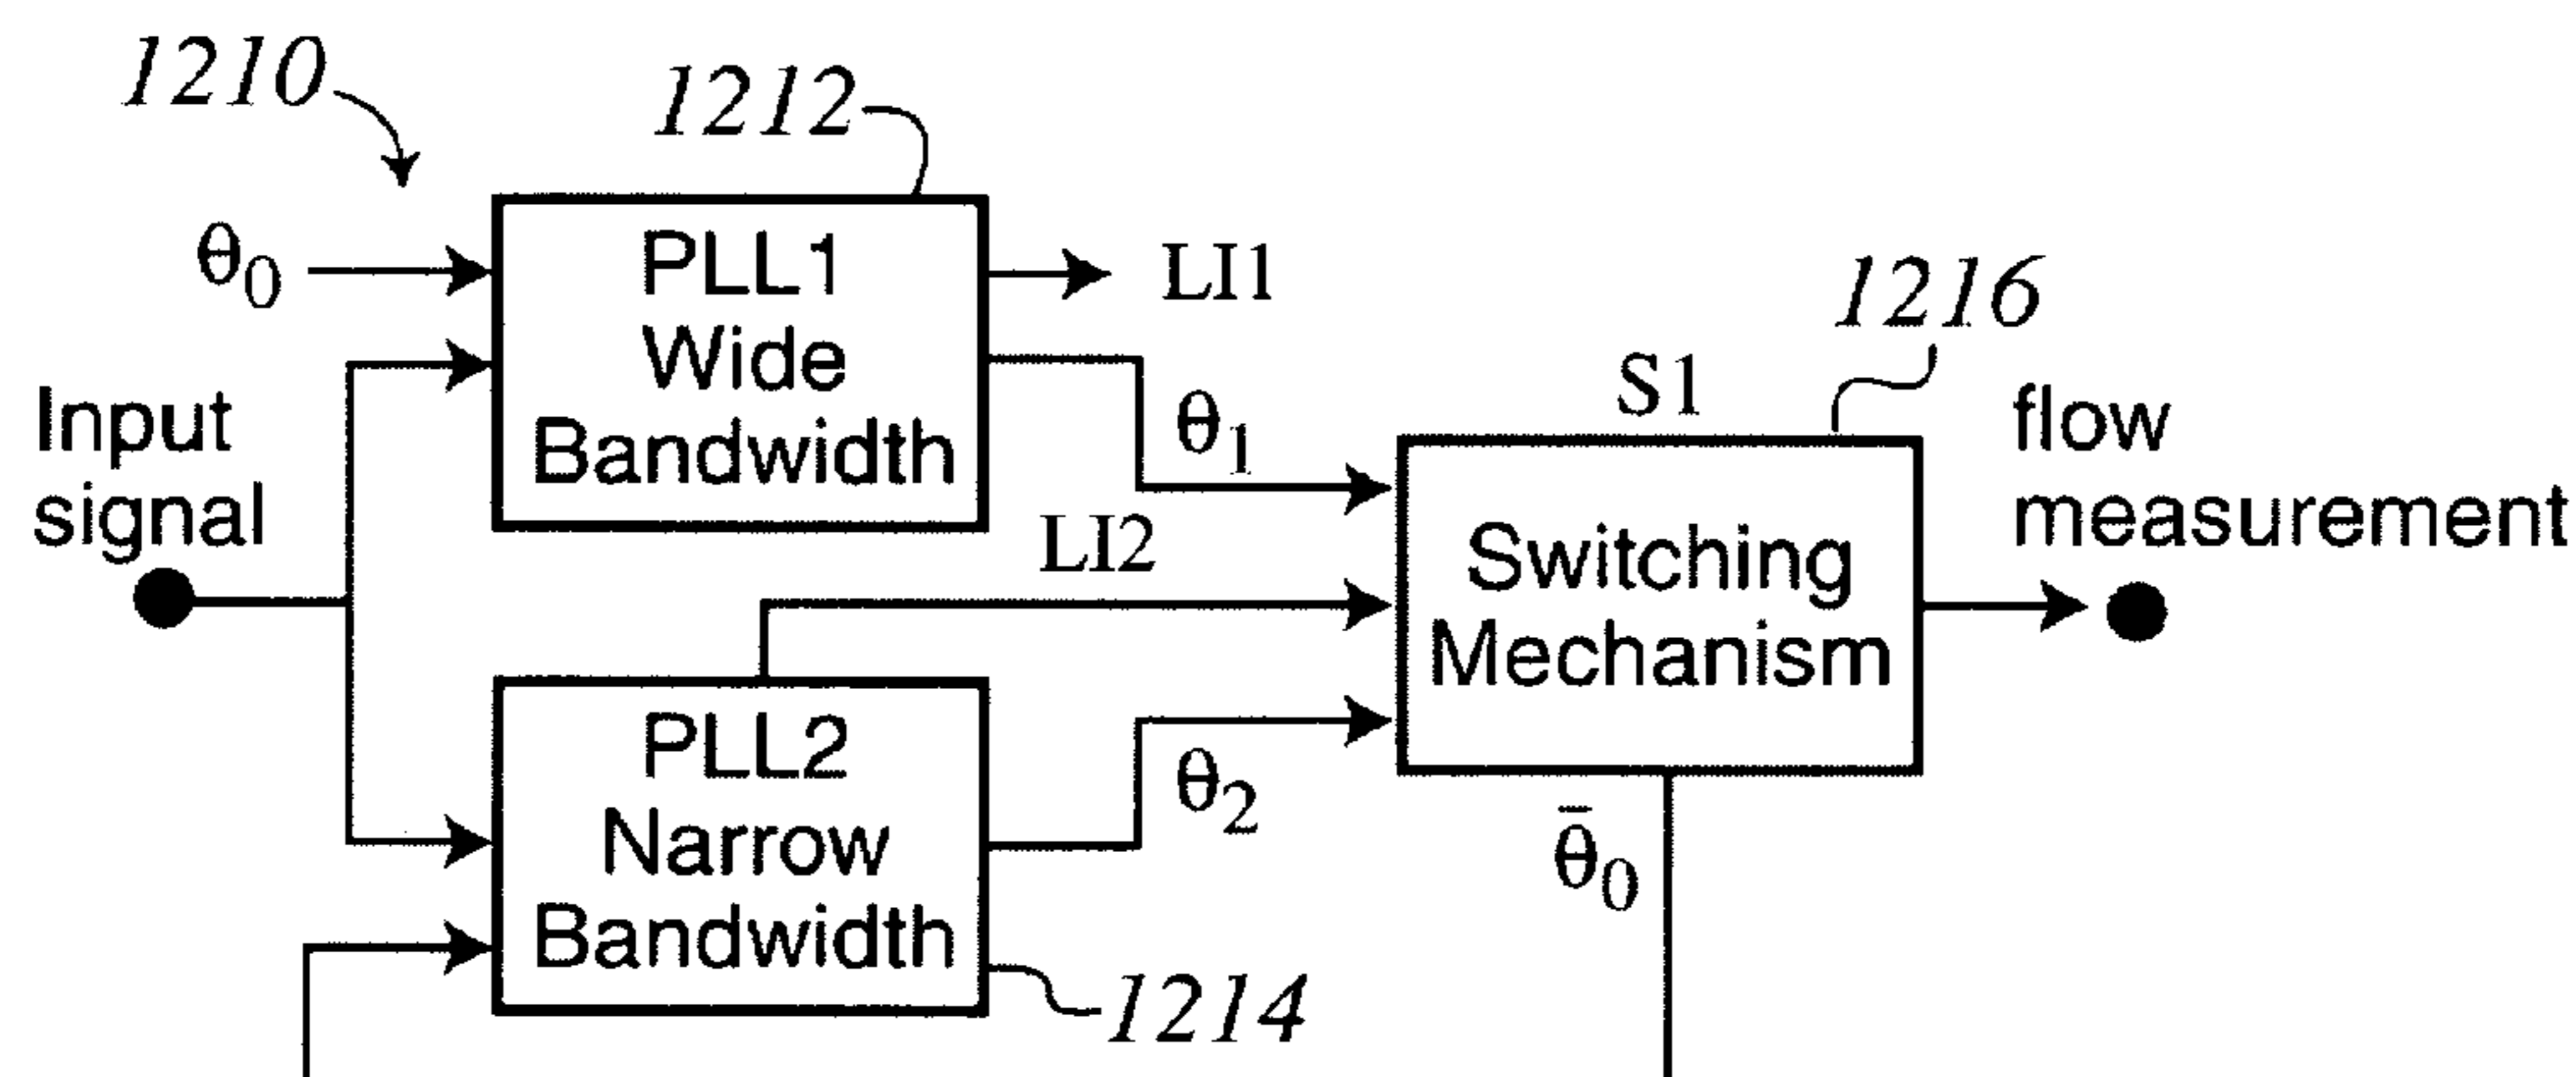 1210
1212
θ0
PLL1
Wide
Bandwidth
LI1
θ1
S1
1216
Input
signal
flow
measurement
LI2
Switching
Mechanism
PLL2
Narrow
Bandwidth
θ2
θ̄0
1214